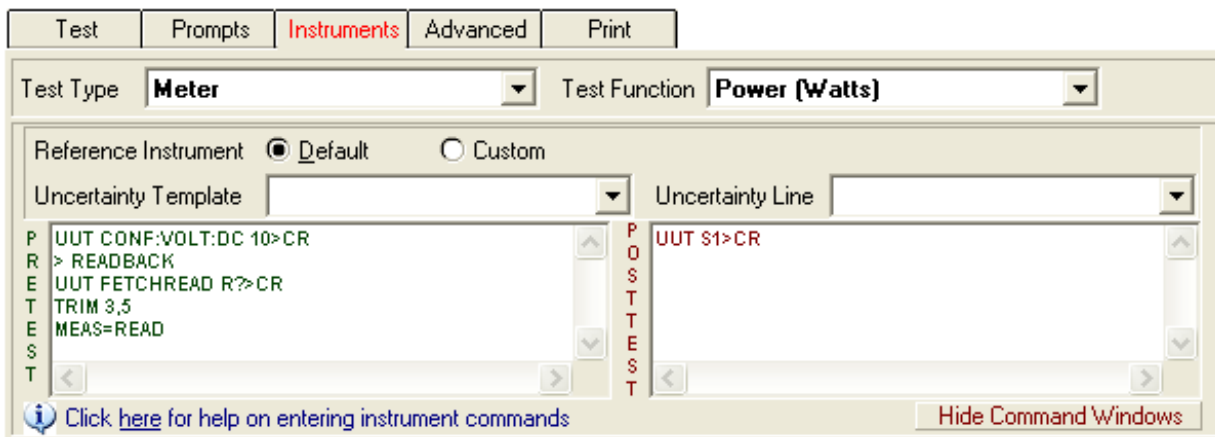 Test Prompts Instruments Advanced Print
Test Type Meter Test Function Power (Watts)
Reference Instrument Default Custom
Uncertainty Template Uncertainty Line
PRETEST
UUT CONF:VOLT:DC 10>CR
> READBACK
UUT FETCHREAD R?>CR
TRIM 3,5
MEAS=READ
POSTTEST
UUT S1>CR
Click here for help on entering instrument commands Hide Command Windows